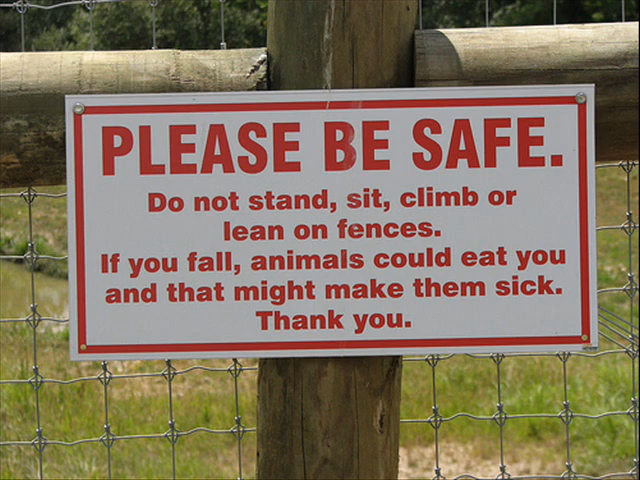 PLEASE BE SAFE.
Do not stand, sit, climb or
lean on fences.
If you fall, animals could eat you
and that might make them sick.
Thank you.